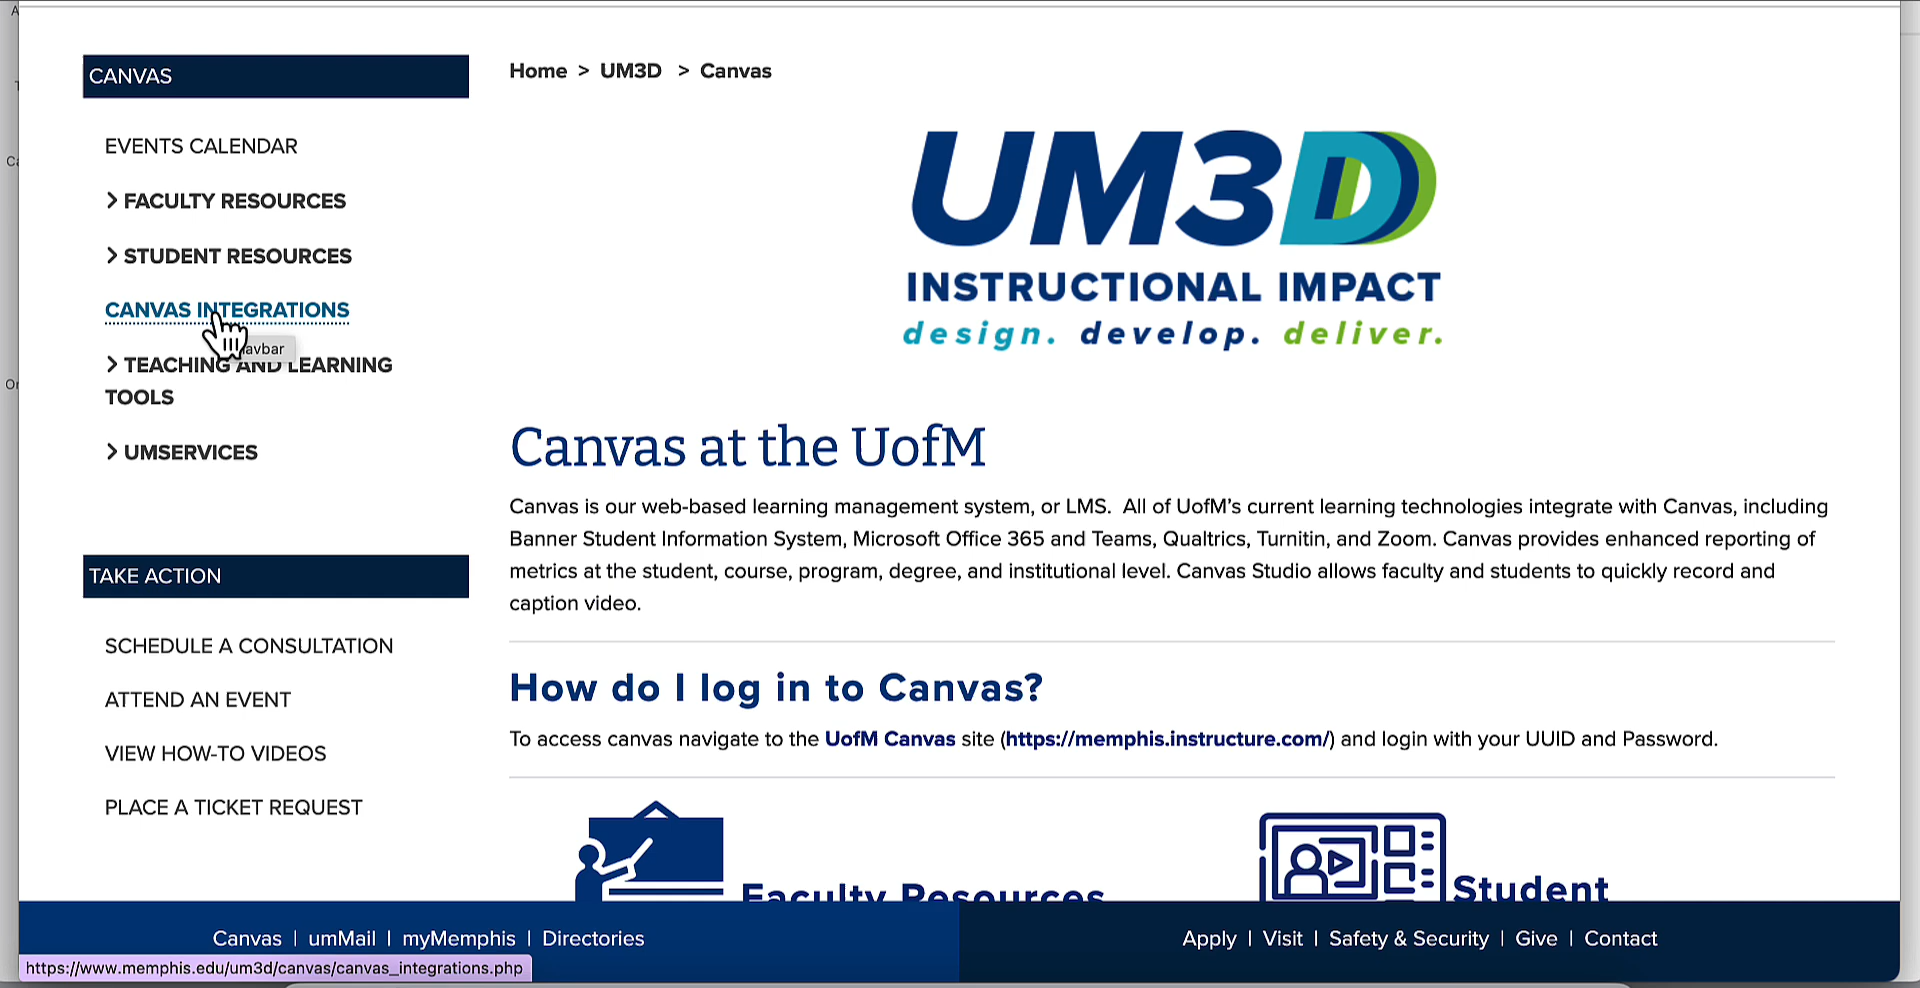 CANVAS
EVENTS CALENDAR
> FACULTY RESOURCES
> STUDENT RESOURCES
CANVAS INTEGRATIONS
> TEACHING AND LEARNING
TOOLS
> UMSERVICES
TAKE ACTION
SCHEDULE A CONSULTATION
ATTEND AN EVENT
VIEW HOW-TO VIDEOS
PLACE A TICKET REQUEST
Home > UM3D > Canvas
UM3D
INSTRUCTIONAL IMPACT
design. develop. deliver.
Canvas at the UofM
Canvas is our web-based learning management system, or LMS. All of UofM’s current learning technologies integrate with Canvas, including
Banner Student Information System, Microsoft Office 365 and Teams, Qualtrics, Turnitin, and Zoom. Canvas provides enhanced reporting of
metrics at the student, course, program, degree, and institutional level. Canvas Studio allows faculty and students to quickly record and
caption video.
How do I log in to Canvas?
To access canvas navigate to the UofM Canvas site (https://memphis.instructure.com/) and login with your UUID and Password.
Faculty Resources
Student
Canvas | umMail | myMemphis | Directories
Apply | Visit | Safety & Security | Give | Contact
https://www.memphis.edu/um3d/canvas/canvas_integrations.php